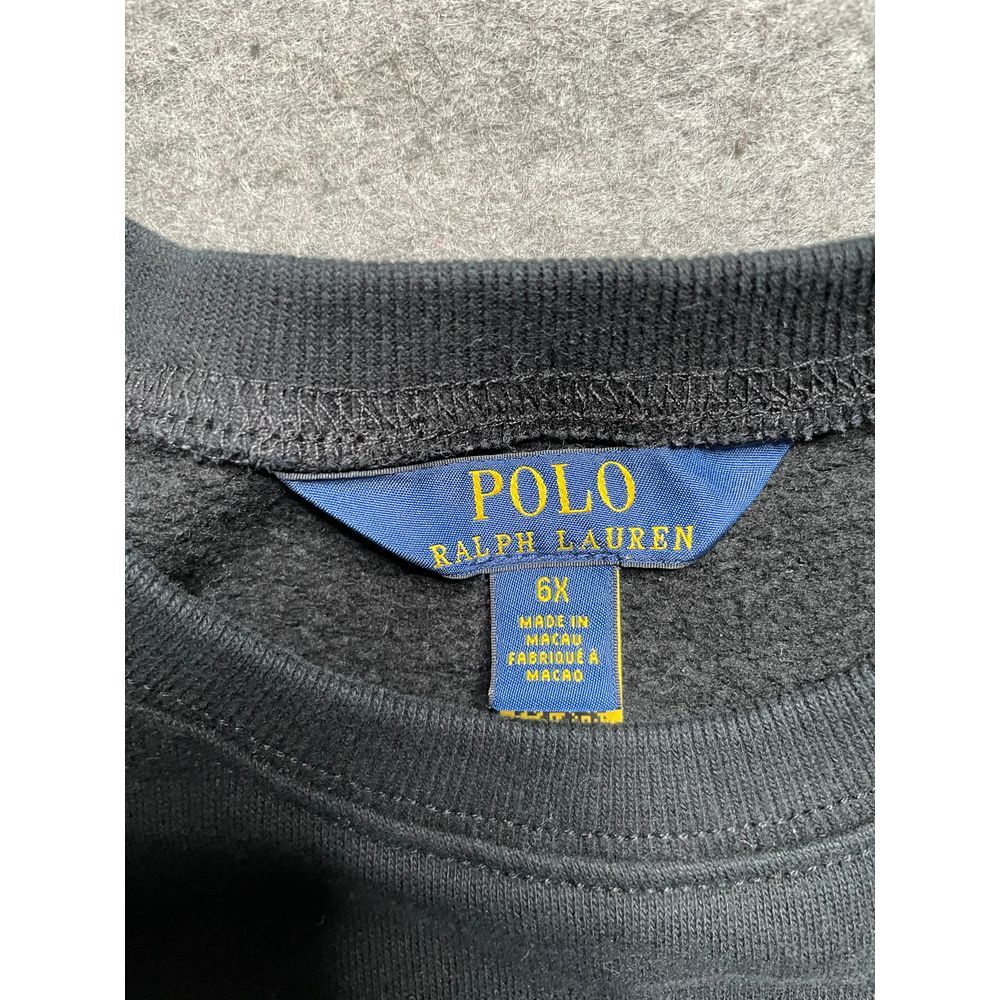 POLO
RALPH LAUREN
6X
MADE IN
MACAU
FABRIQUÉ À
MACAO